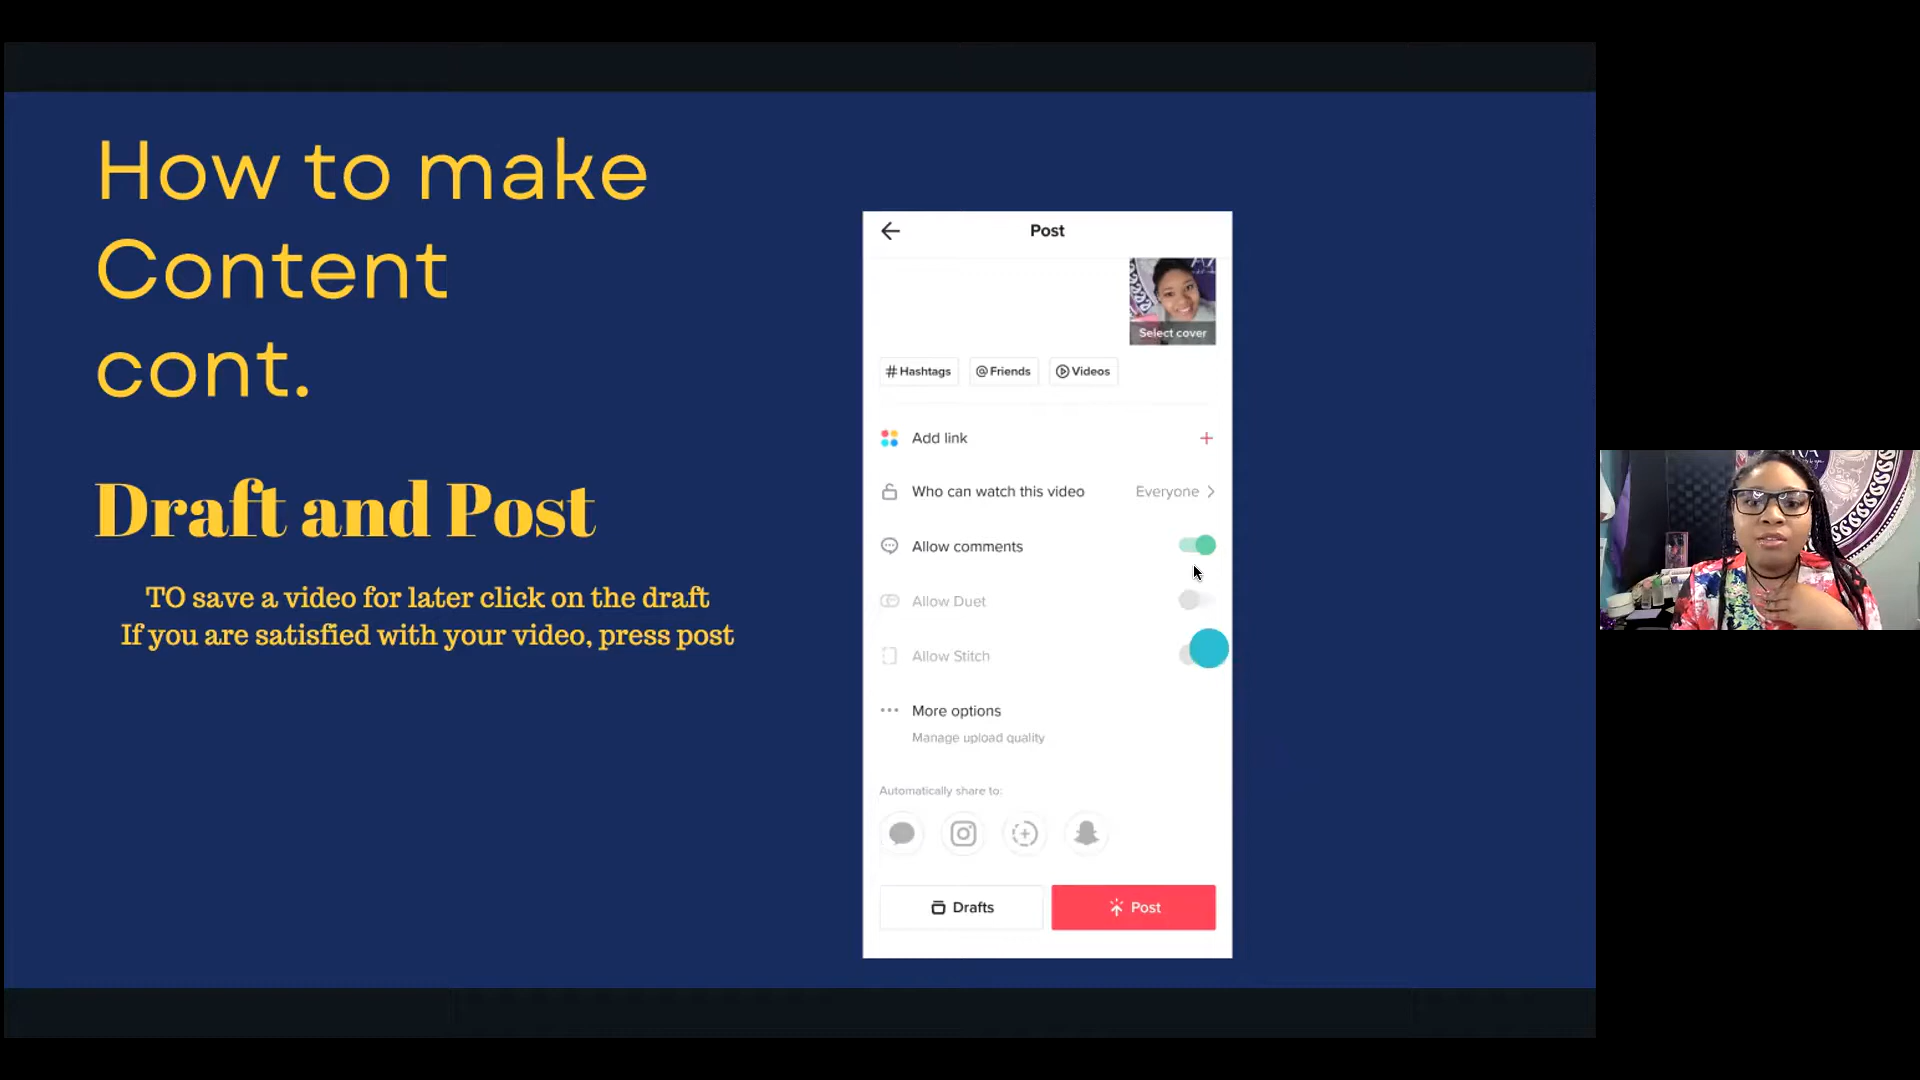 How to make
Content
cont.
Draft and Post
TO save a video for later click on the draft
If you are satisfied with your video, press post
Post
Select cover
# Hashtags
@ Friends
Videos
Add link
Who can watch this video
Everyone
Allow comments
Allow Duet
Allow Stitch
More options
Manage upload quality
Automatically share to:
Drafts
Post